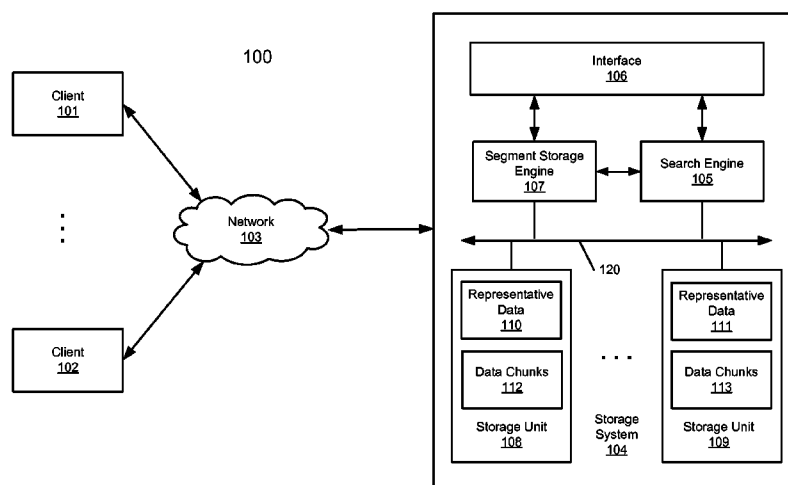 100
Client
101
Client
102
Network
103
Interface
106
Segment Storage
Engine
107
Search Engine
105
120
Representative
Data
110
Data Chunks
112
Storage Unit
108
. . .
Storage
System
104
Representative
Data
111
Data Chunks
113
Storage Unit
109